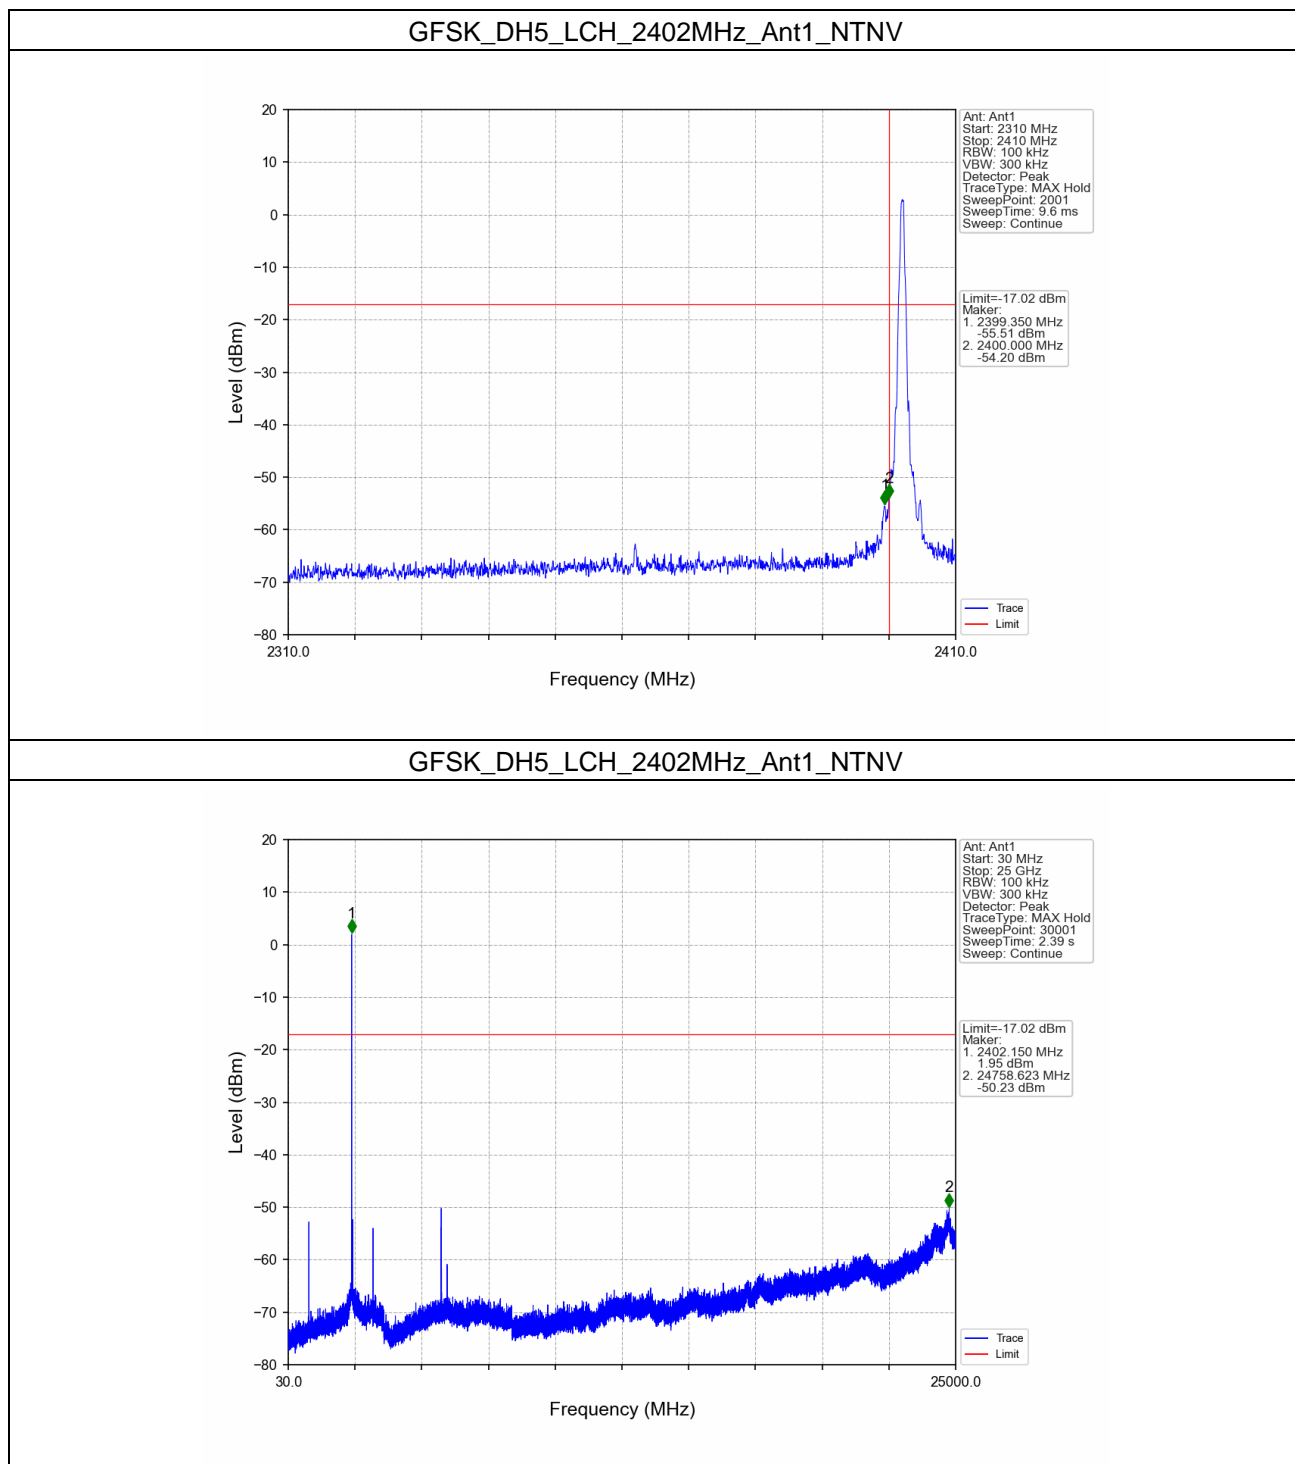 GFSK_DH5_LCH_2402MHz_Ant1_NTNV
20
10
0
−10
−20
−30
−40
−50
−60
−70
−80
Level (dBm)
2310.0
2410.0
Frequency (MHz)
1
2
Ant: Ant1
Start: 2310 MHz
Stop: 2410 MHz
RBW: 100 kHz
VBW: 300 kHz
Detector: Peak
TraceType: MAX Hold
SweepPoint: 2001
SweepTime: 9.6 ms
Sweep: Continue
Limit=-17.02 dBm
Maker:
1. 2399.350 MHz
-55.51 dBm
2. 2400.000 MHz
-54.20 dBm
Trace
Limit
GFSK_DH5_LCH_2402MHz_Ant1_NTNV
20
10
0
−10
−20
−30
−40
−50
−60
−70
−80
Level (dBm)
30.0
25000.0
Frequency (MHz)
1
2
Ant: Ant1
Start: 30 MHz
Stop: 25 GHz
RBW: 100 kHz
VBW: 300 kHz
Detector: Peak
TraceType: MAX Hold
SweepPoint: 30001
SweepTime: 2.39 s
Sweep: Continue
Limit=-17.02 dBm
Maker:
1. 2402.150 MHz
1.95 dBm
2. 24758.623 MHz
-50.23 dBm
Trace
Limit